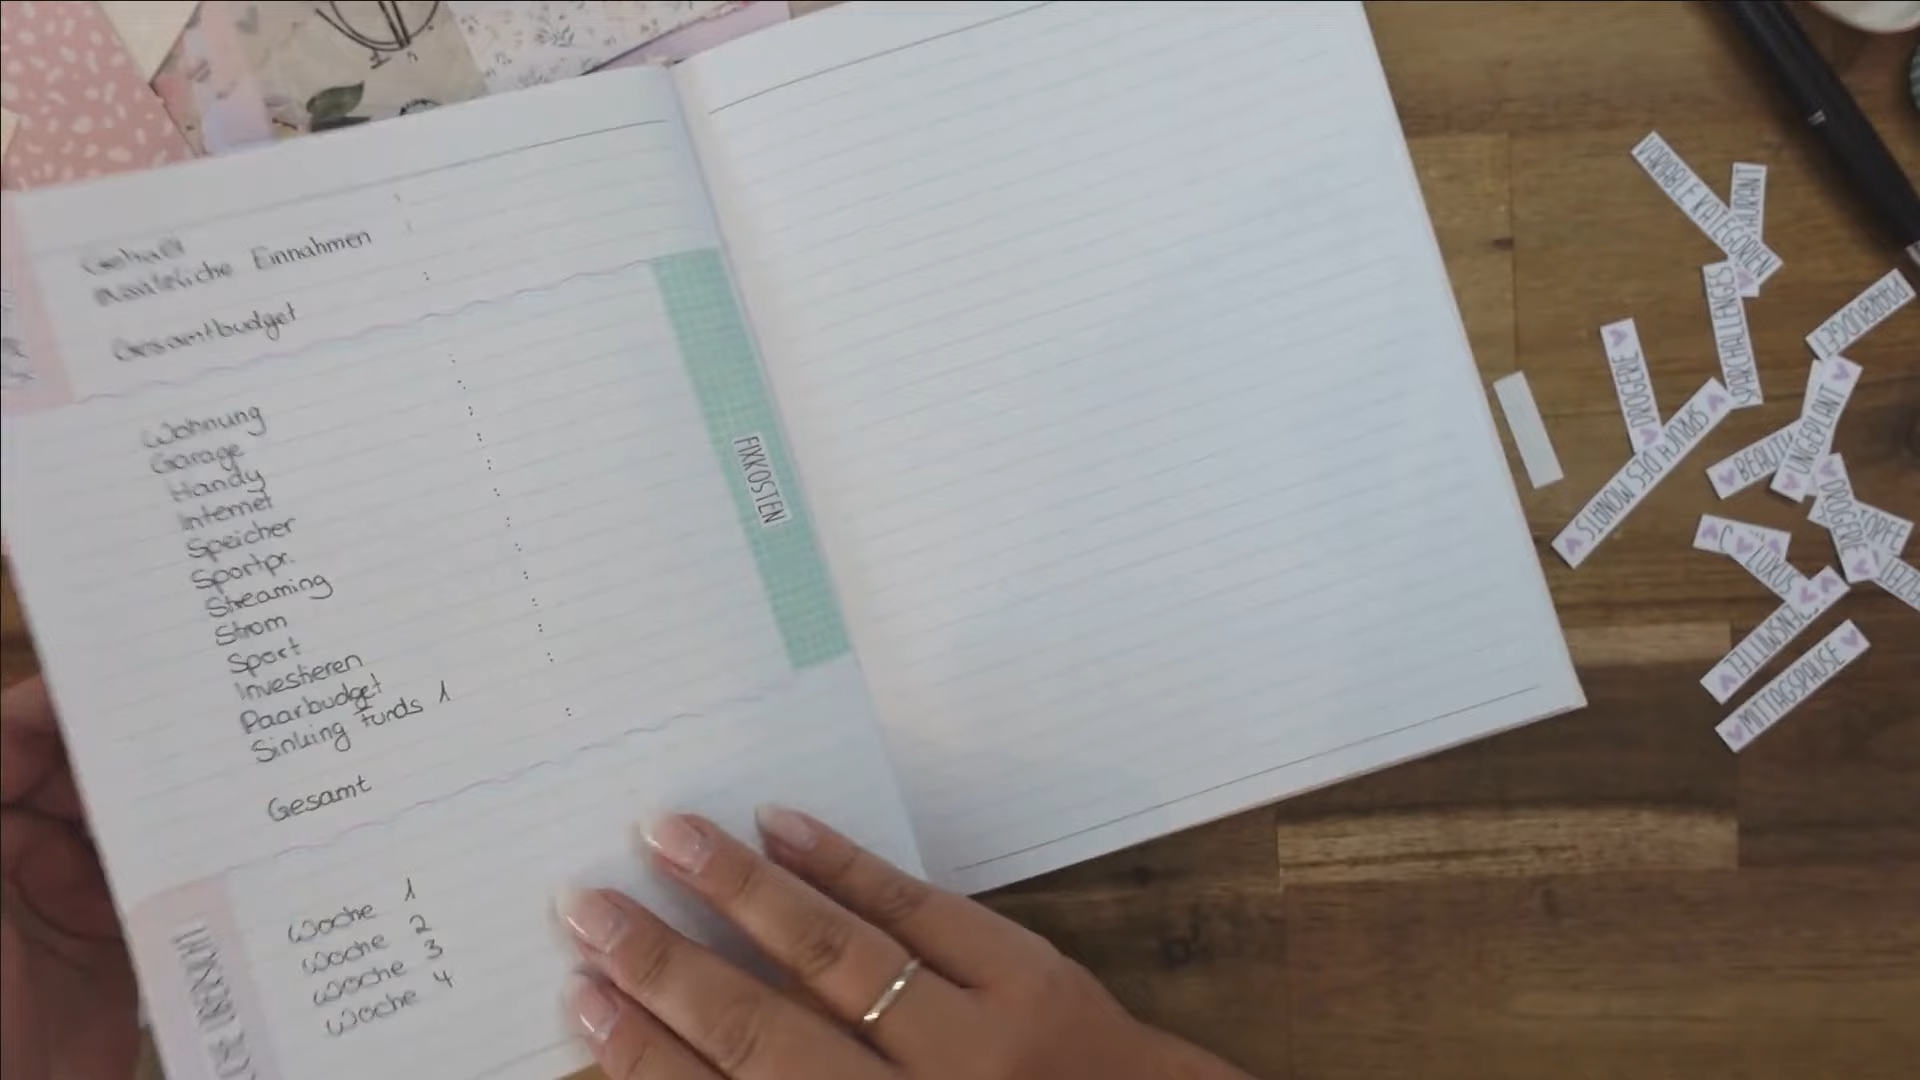 Gehalt
Einnahmen
Gesamtbudget
Wohnung
Garage
Handy
Internet
Speicher
Sportpr.
Streaming
Strom
Sport
Investieren
Paarbudget
Sinking funds 1
Gesamt
Woche 1
Woche 2
Woche 3
Woche 4
FIXKOSTEN
VARIABLE KATEGORIEN
SPARCHALLENGES
PAARBUDGET
DROGERIE
SPRUCH DES MONATS
BEAUTY
UNGEPLANT
DROGERIE
LUXUS
MITTAGSPAUSE